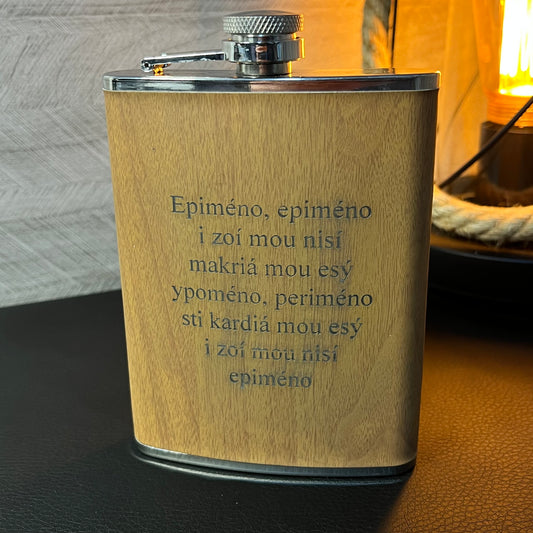 Epiméno, epiméno
i zoí mou nisí
makriá mou esý
ypoméno, periméno
sti kardiá mou esý
i zoí mou nisí
epiméno